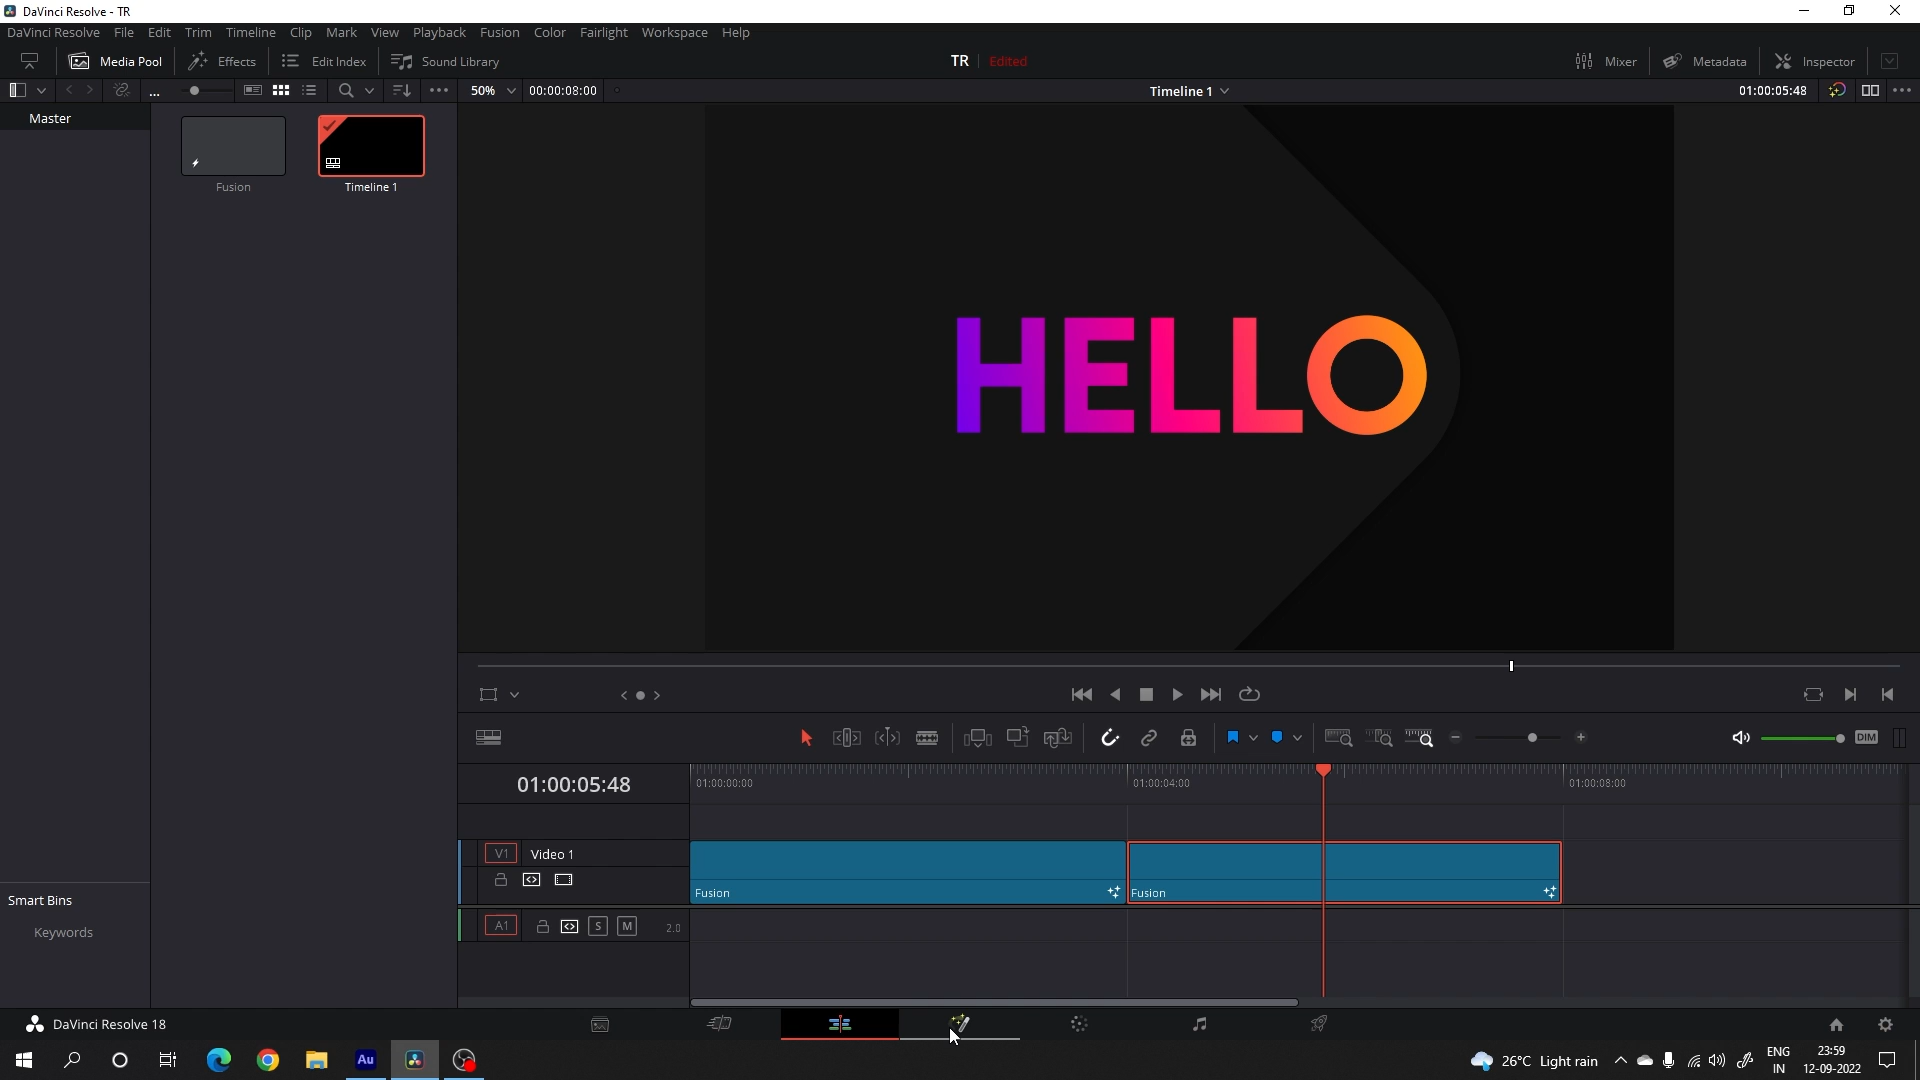 DaVinci Resolve - TR
DaVinci Resolve File Edit Trim Timeline Clip Mark View Playback Fusion Color Fairlight Workspace Help
Media Pool Effects Edit Index Sound Library TR Edited Mixer Metadata Inspector
... 50% 00:00:08:00 Timeline 1 01:00:05:48
Master
Fusion Timeline 1
HELLO
DIM
01:00:05:48 01:00:00:00 01:00:04:00 01:00:08:00
V1 Video 1
Fusion Fusion
Smart Bins
A1 S M 2.0
Keywords
DaVinci Resolve 18
Au 26°C Light rain ENG IN 23:59 12-09-2022